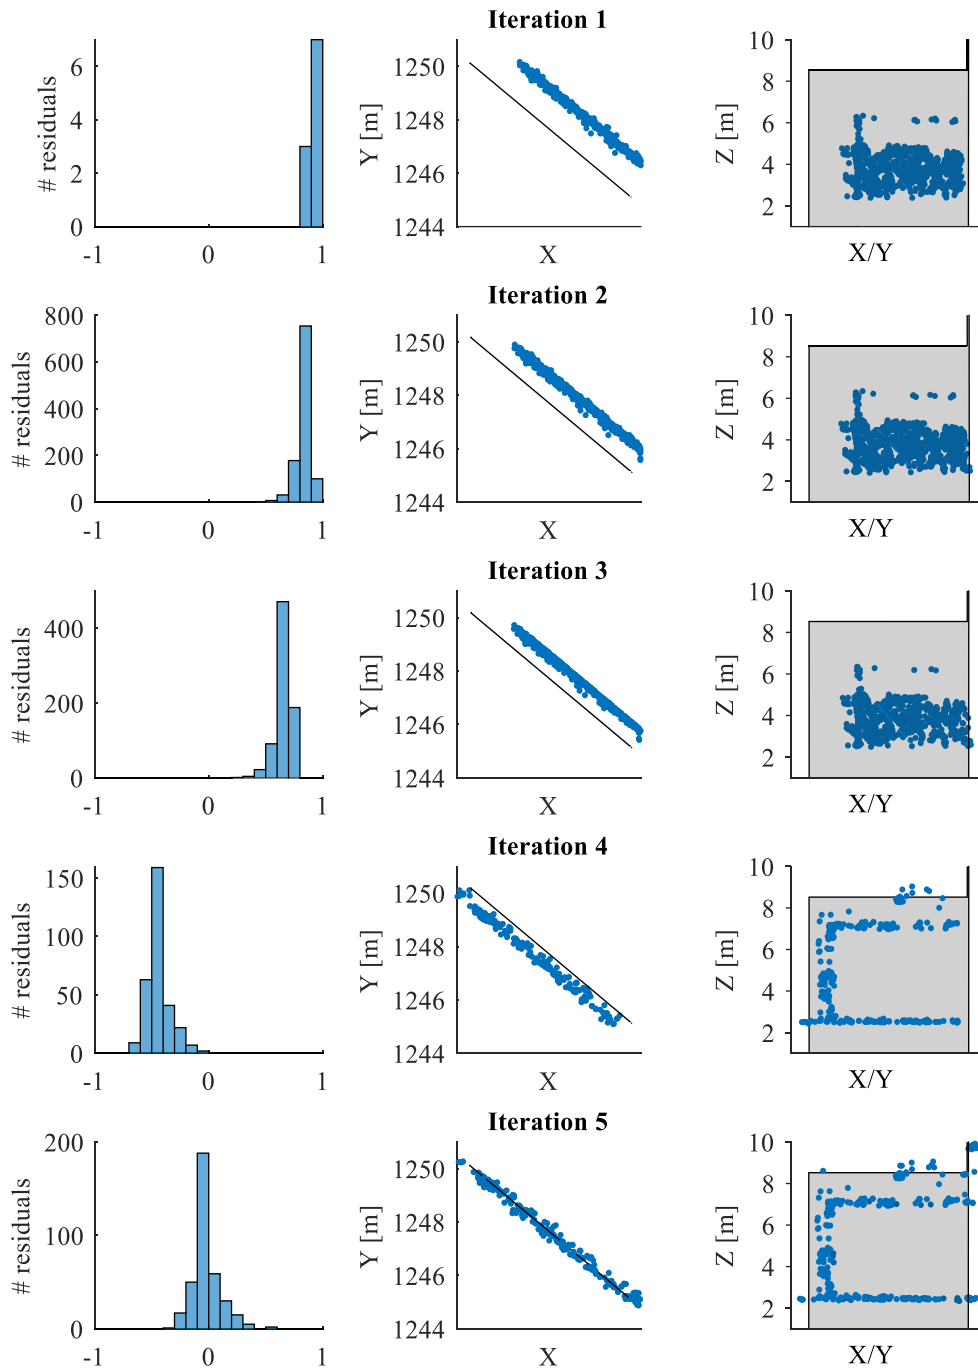 Iteration 1
# residuals
6
4
2
0
-1
0
1
Y [m]
1250
1248
1246
1244
X
Z [m]
10
8
6
4
2
X/Y
Iteration 2
# residuals
800
600
400
200
0
-1
0
1
Y [m]
1250
1248
1246
1244
X
Z [m]
10
8
6
4
2
X/Y
Iteration 3
# residuals
400
200
0
-1
0
1
Y [m]
1250
1248
1246
1244
X
Z [m]
10
8
6
4
2
X/Y
Iteration 4
# residuals
150
100
50
0
-1
0
1
Y [m]
1250
1248
1246
1244
X
Z [m]
10
8
6
4
2
X/Y
Iteration 5
# residuals
200
100
0
-1
0
1
Y [m]
1250
1248
1246
1244
X
Z [m]
10
8
6
4
2
X/Y